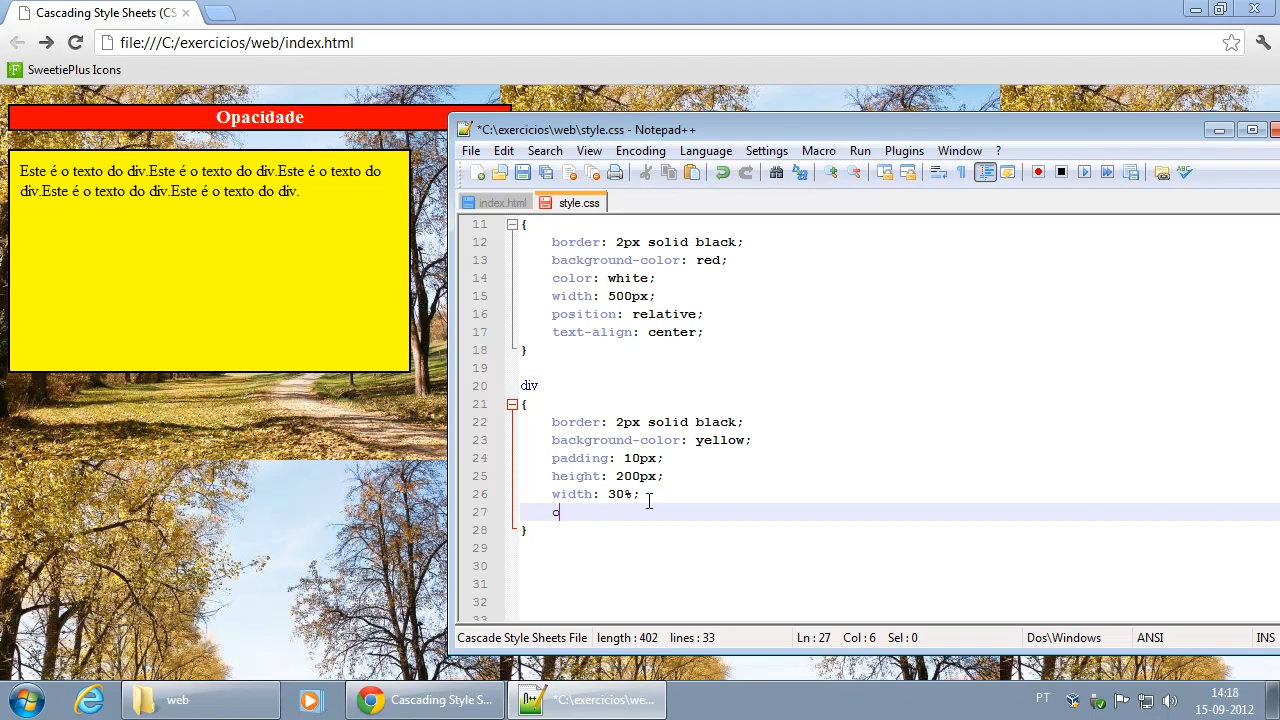 Cascading Style Sheets (CS
file:///C:/exercicios/web/index.html
SweetiePlus Icons
Opacidade
Este é o texto do div.Este é o texto do div.Este é o texto do
div.Este é o texto do div.Este é o texto do div.
*C:\exercicios\web\style.css - Notepad++
File Edit Search View Encoding Language Settings Macro Run Plugins Window ?
index.html style.css
11 {
12 border: 2px solid black;
13 background-color: red;
14 color: white;
15 width: 500px;
16 position: relative;
17 text-align: center;
18 }
19
20 div
21 {
22 border: 2px solid black;
23 background-color: yellow;
24 padding: 10px;
25 height: 200px;
26 width: 30%;
27 o
28 }
29
30
31
32
33
Cascade Style Sheets File length : 402 lines : 33 Ln : 27 Col : 6 Sel : 0 Dos\Windows ANSI INS
web Cascading Style S... *C:\exercicios\we... PT 14:18
15-09-2012